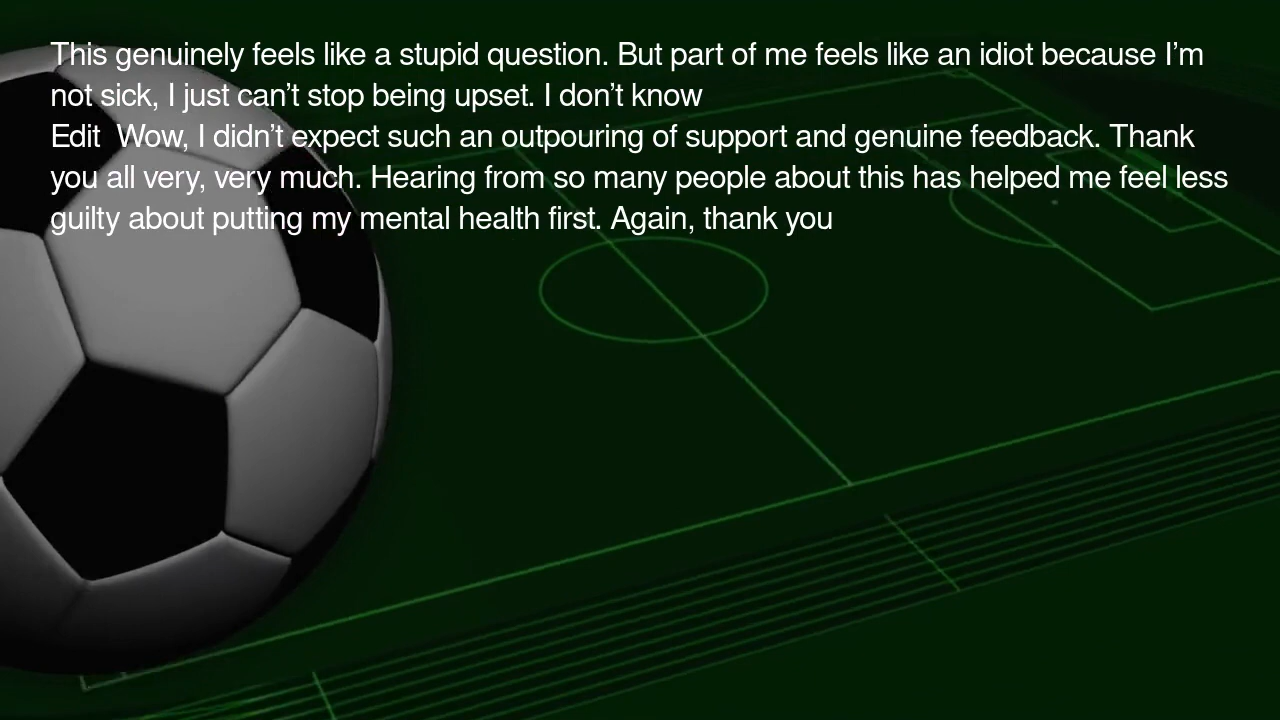 This genuinely feels like a stupid question. But part of me feels like an idiot because I’m
not sick, I just can’t stop being upset. I don’t know
Edit  Wow, I didn’t expect such an outpouring of support and genuine feedback. Thank
you all very, very much. Hearing from so many people about this has helped me feel less
guilty about putting my mental health first. Again, thank you